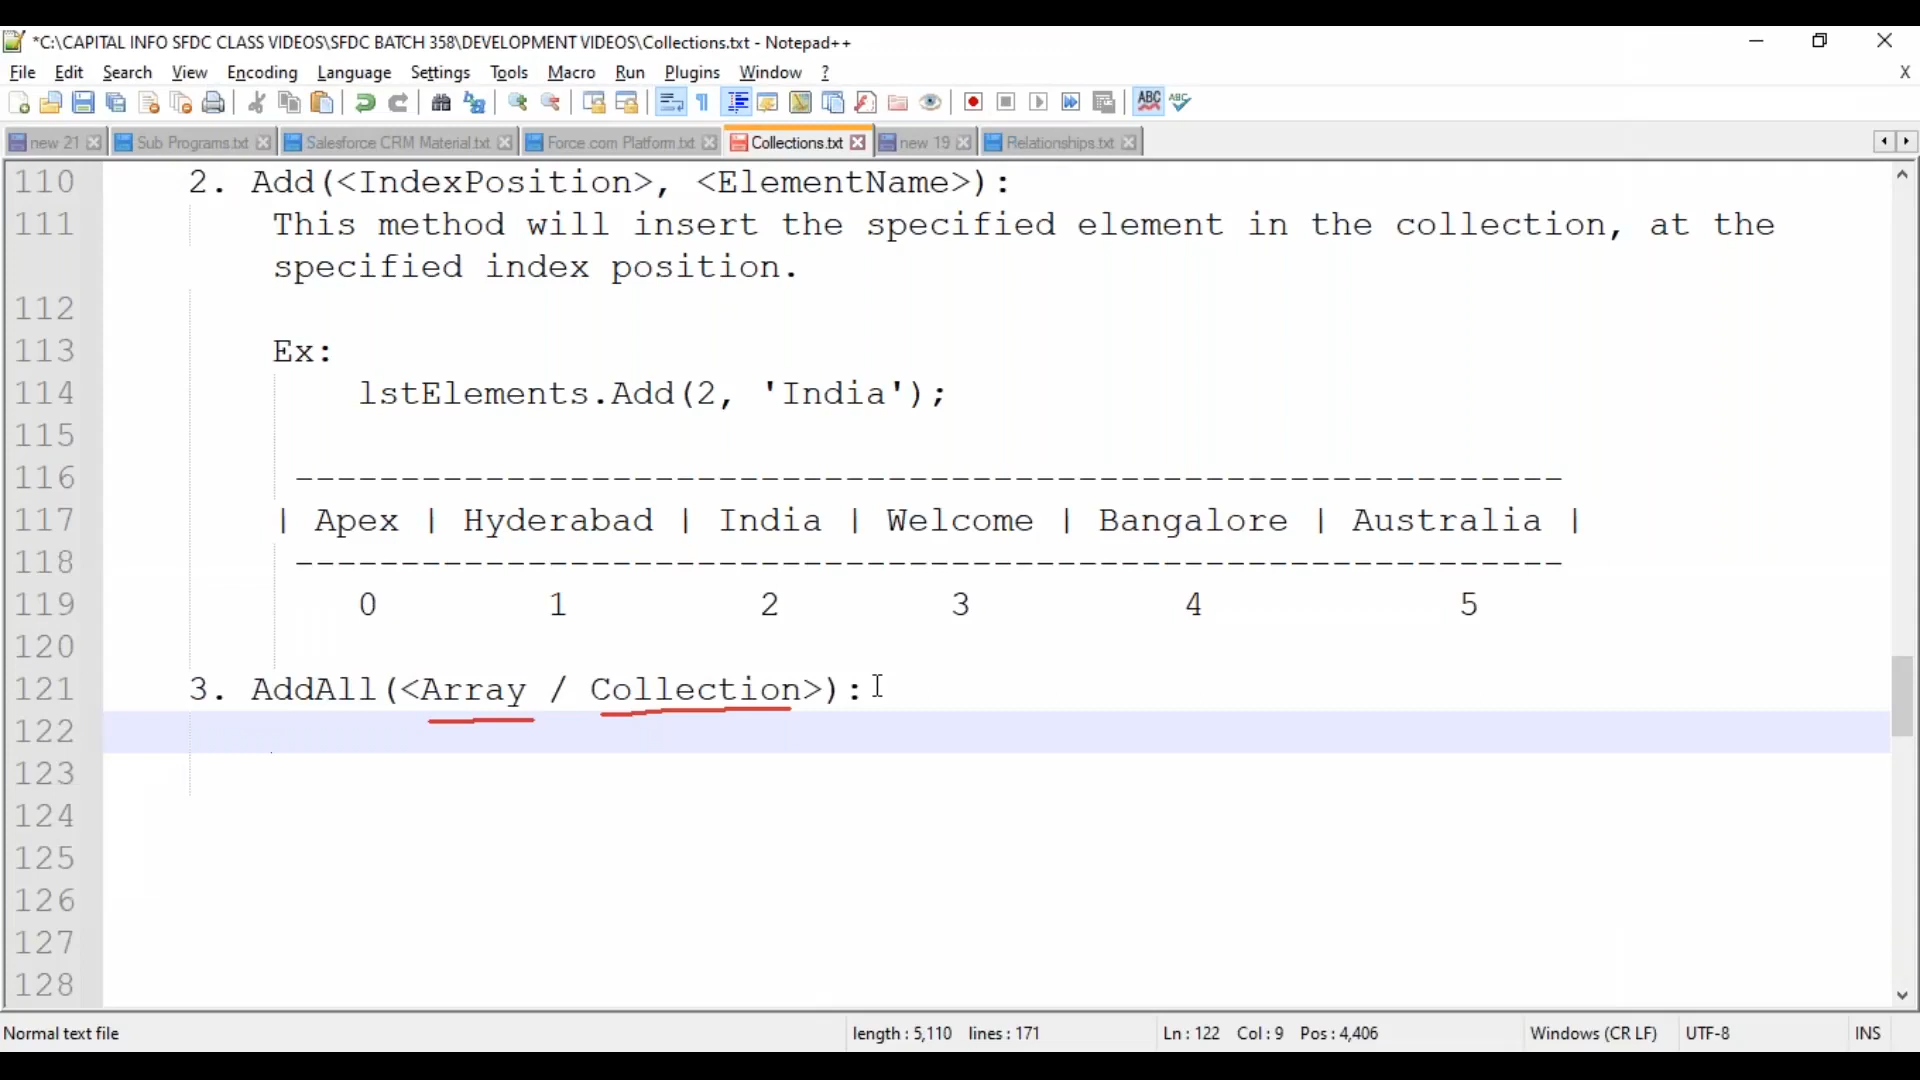 *C:\CAPITAL INFO SFDC CLASS VIDEOS\SFDC BATCH 358\DEVELOPMENT VIDEOS\Collections.txt - Notepad++
File Edit Search View Encoding Language Settings Tools Macro Run Plugins Window ? X
new 21 Sub Programs.txt Salesforce CRM Material.txt Force.com Platform.txt Collections.txt new 19 Relationships.txt
110 2. Add(<IndexPosition>, <ElementName>):
111 This method will insert the specified element in the collection, at the
specified index position.
112
113 Ex:
114 lstElements.Add(2, 'India');
115
116 ------------------------------------------------------------
117 | Apex | Hyderabad | India | Welcome | Bangalore | Australia |
118 ------------------------------------------------------------
119 0 1 2 3 4 5
120
121 3. AddAll(<Array / Collection>):
122
123
124
125
126
127
128
Normal text file length : 5,110 lines : 171 Ln : 122 Col : 9 Pos : 4,406 Windows (CR LF) UTF-8 INS